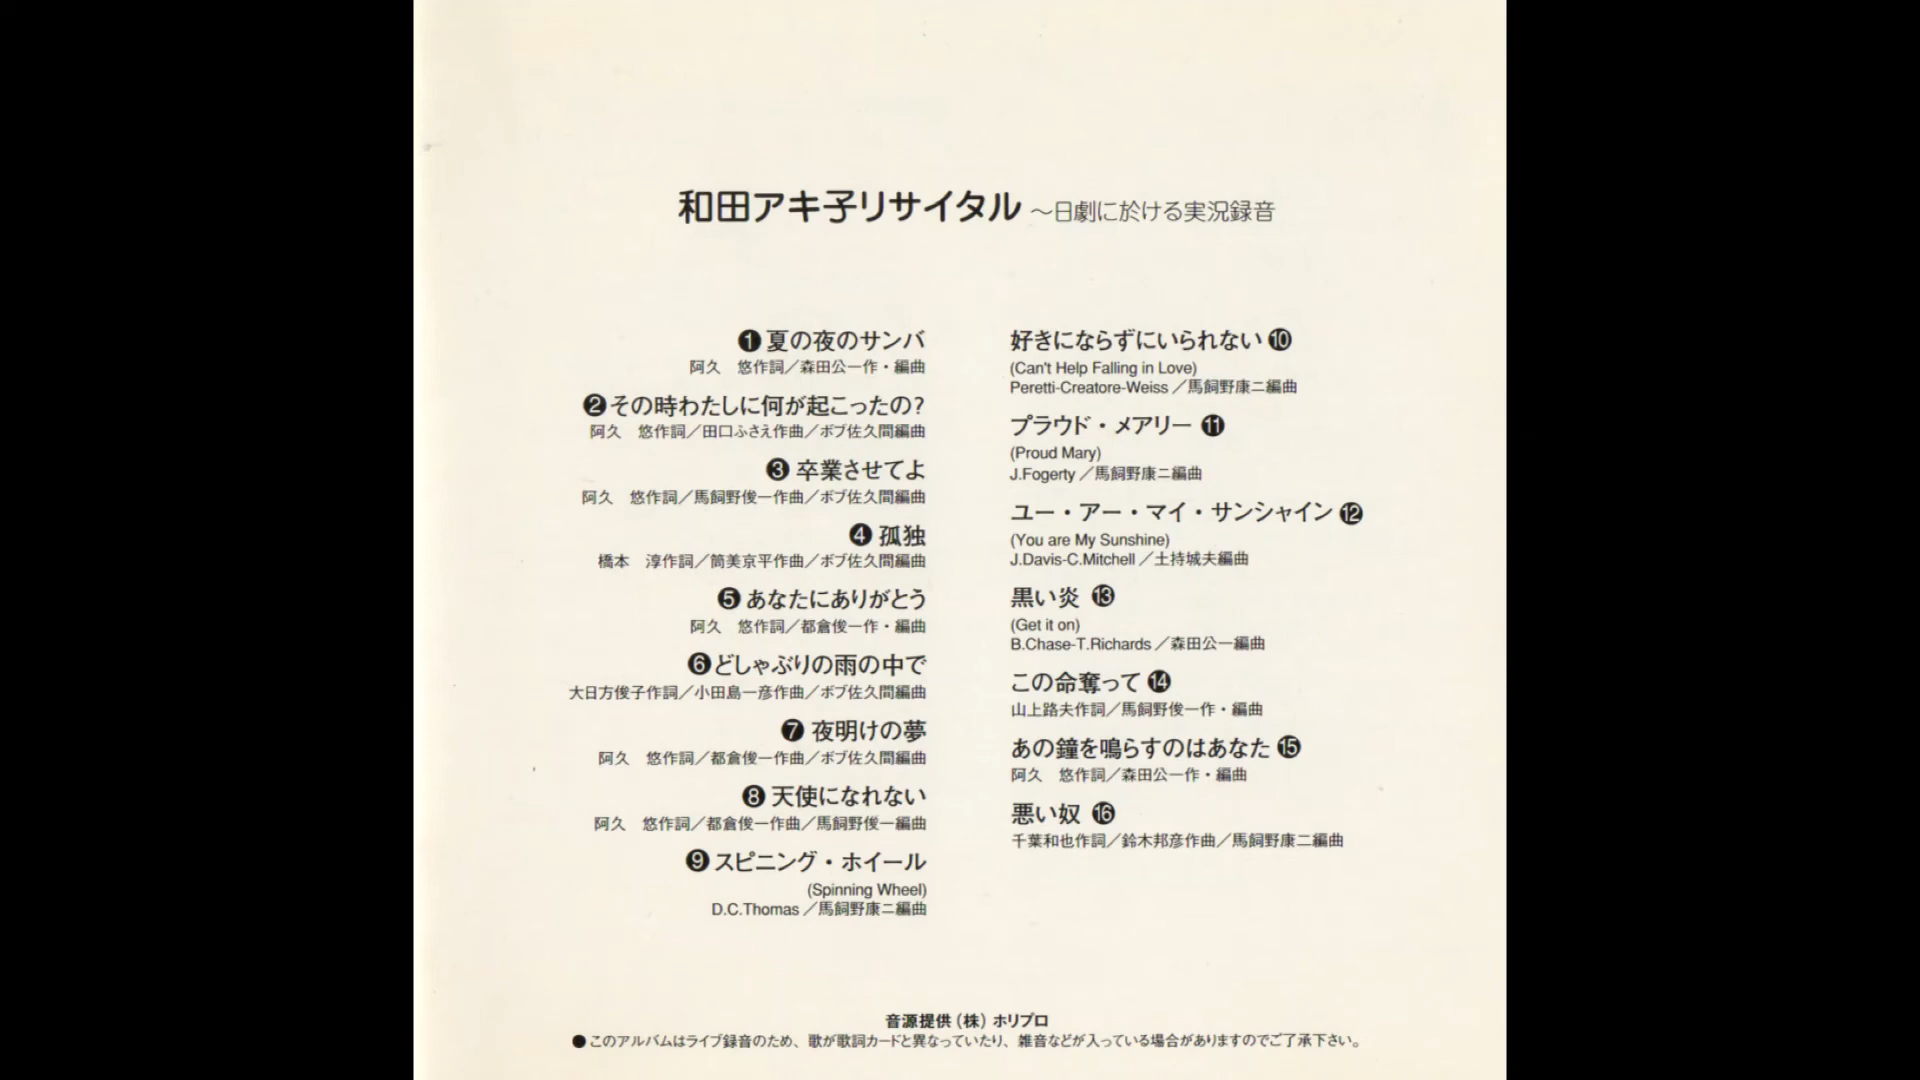 和田アキ子リサイタル ～日劇に於ける実況録音
❶夏の夜のサンバ
阿久　悠作詞／森田公一作・編曲
❷その時わたしに何が起こったの?
阿久　悠作詞／田口ふさえ作曲／ボブ佐久間編曲
❸卒業させてよ
阿久　悠作詞／馬飼野俊一作曲／ボブ佐久間編曲
❹孤独
橋本　淳作詞／筒美京平作曲／ボブ佐久間編曲
❺あなたにありがとう
阿久　悠作詞／都倉俊一作・編曲
❻どしゃぶりの雨の中で
大日方俊子作詞／小田島一彦作曲／ボブ佐久間編曲
❼夜明けの夢
阿久　悠作詞／都倉俊一作曲／ボブ佐久間編曲
❽天使になれない
阿久　悠作詞／都倉俊一作曲／馬飼野俊一編曲
❾スピニング・ホイール
(Spinning Wheel)
D.C.Thomas／馬飼野康ニ編曲
好きにならずにいられない❿
(Can't Help Falling in Love)
Peretti-Creatore-Weiss／馬飼野康ニ編曲
プラウド・メアリー⓫
(Proud Mary)
J.Fogerty／馬飼野康ニ編曲
ユー・アー・マイ・サンシャイン⓬
(You are My Sunshine)
J.Davis-C.Mitchell／土持城夫編曲
黒い炎⓭
(Get it on)
B.Chase-T.Richards／森田公一編曲
この命奪って⓮
山上路夫作詞／馬飼野俊一作・編曲
あの鐘を鳴らすのはあなた⓯
阿久　悠作詞／森田公一作・編曲
悪い奴⓰
千葉和也作詞／鈴木邦彦作曲／馬飼野康二編曲
音源提供(株)ホリプロ
●このアルバムはライブ録音のため、歌が歌詞カードと異なっていたり、雑音などが入っている場合がありますのでご了承下さい。